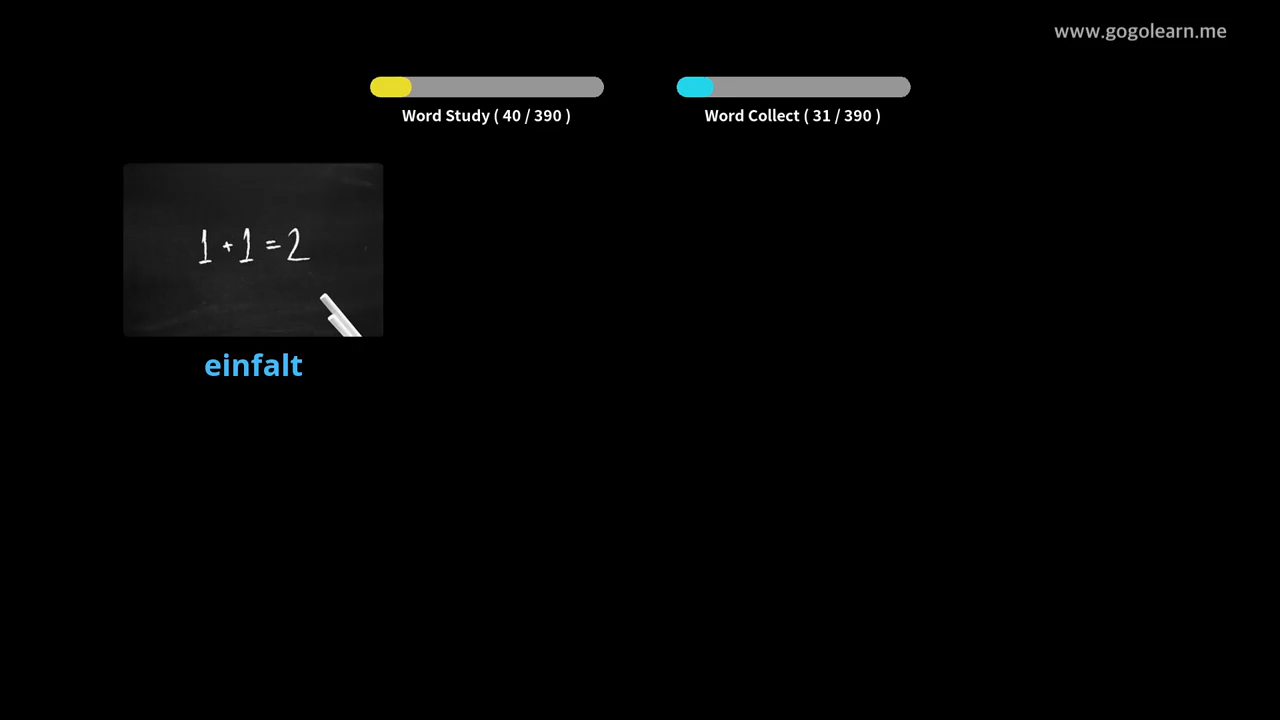 www.gogolearn.me
Word Study ( 40 / 390 )
Word Collect ( 31 / 390 )
1 + 1 = 2
einfalt